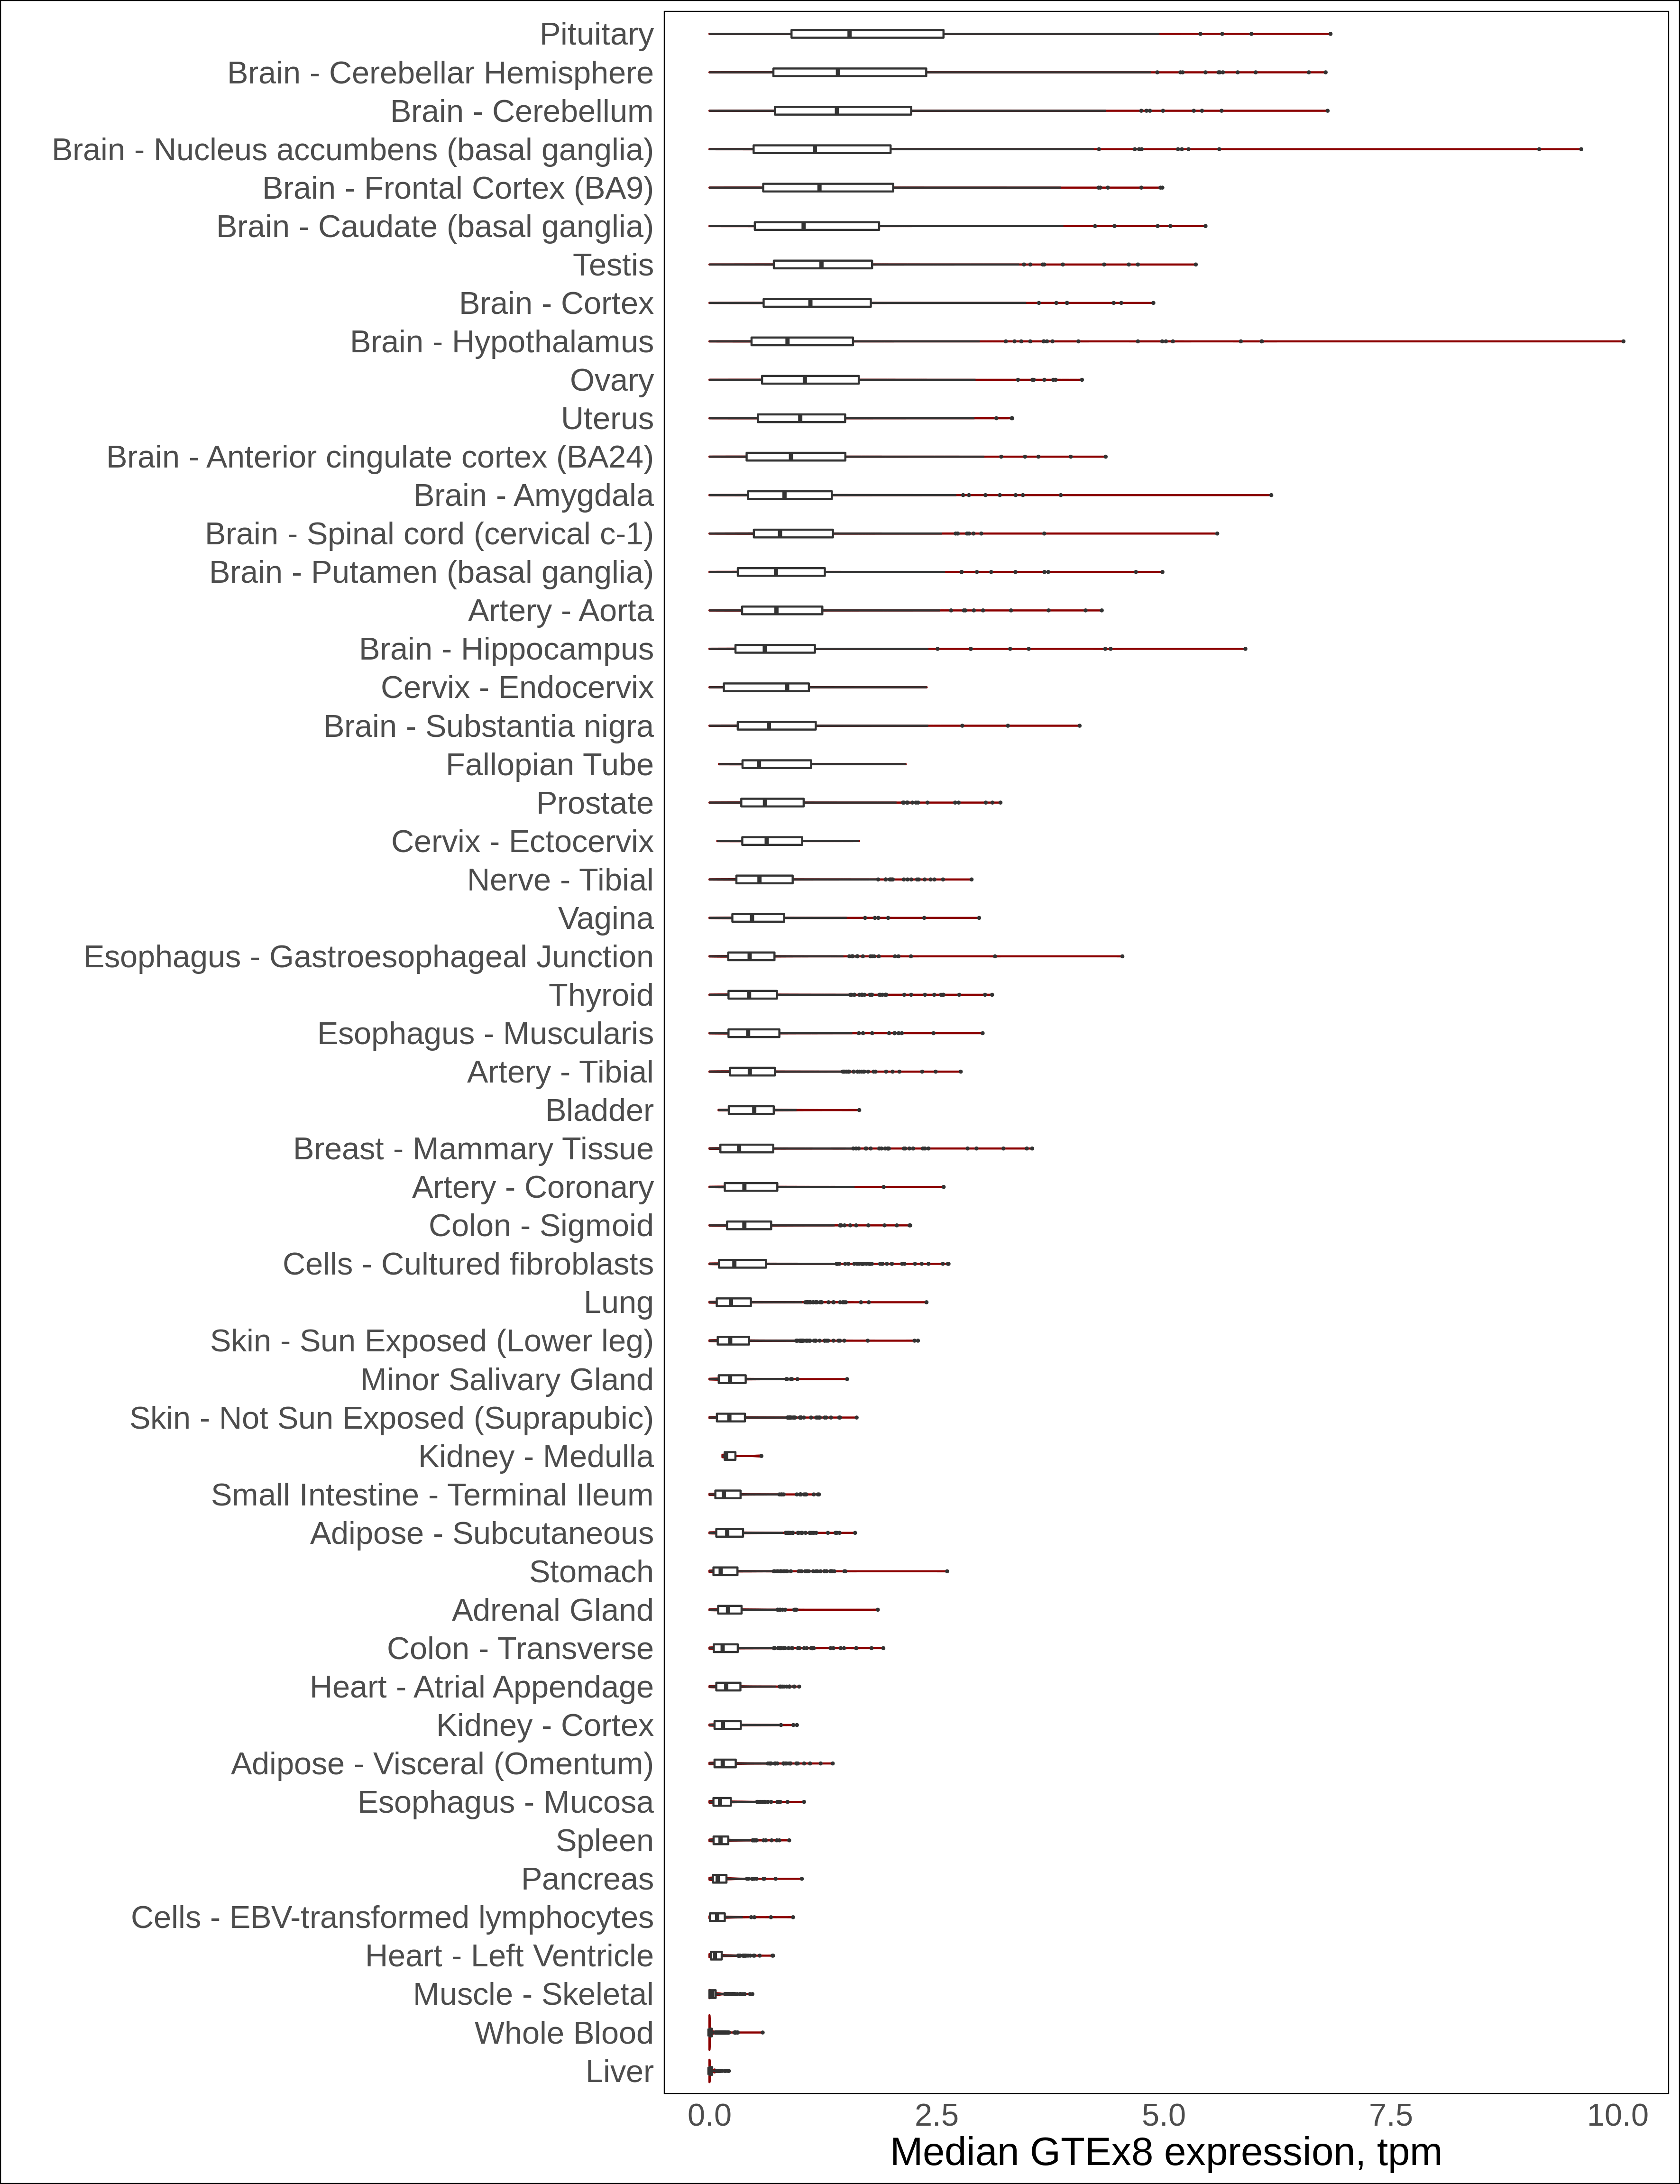 Pituitary
Brain - Cerebellar Hemisphere
Brain - Cerebellum
Brain - Nucleus accumbens (basal ganglia)
Brain - Frontal Cortex (BA9)
Brain - Caudate (basal ganglia)
Testis
Brain - Cortex
Brain - Hypothalamus
Ovary
Uterus
Brain - Anterior cingulate cortex (BA24)
Brain - Amygdala
Brain - Spinal cord (cervical c-1)
Brain - Putamen (basal ganglia)
Artery - Aorta
Brain - Hippocampus
Cervix - Endocervix
Brain - Substantia nigra
Fallopian Tube
Prostate
Cervix - Ectocervix
Nerve - Tibial
Vagina
Esophagus - Gastroesophageal Junction
Thyroid
Esophagus - Muscularis
Artery - Tibial
Bladder
Breast - Mammary Tissue
Artery - Coronary
Colon - Sigmoid
Cells - Cultured fibroblasts
Lung
Skin - Sun Exposed (Lower leg)
Minor Salivary Gland
Skin - Not Sun Exposed (Suprapubic)
Kidney - Medulla
Small Intestine - Terminal Ileum
Adipose - Subcutaneous
Stomach
Adrenal Gland
Colon - Transverse
Heart - Atrial Appendage
Kidney - Cortex
Adipose - Visceral (Omentum)
Esophagus - Mucosa
Spleen
Pancreas
Cells - EBV-transformed lymphocytes
Heart - Left Ventricle
Muscle - Skeletal
Whole Blood
Liver
0.0 2.5 5.0 7.5 10.0
Median GTEx8 expression, tpm